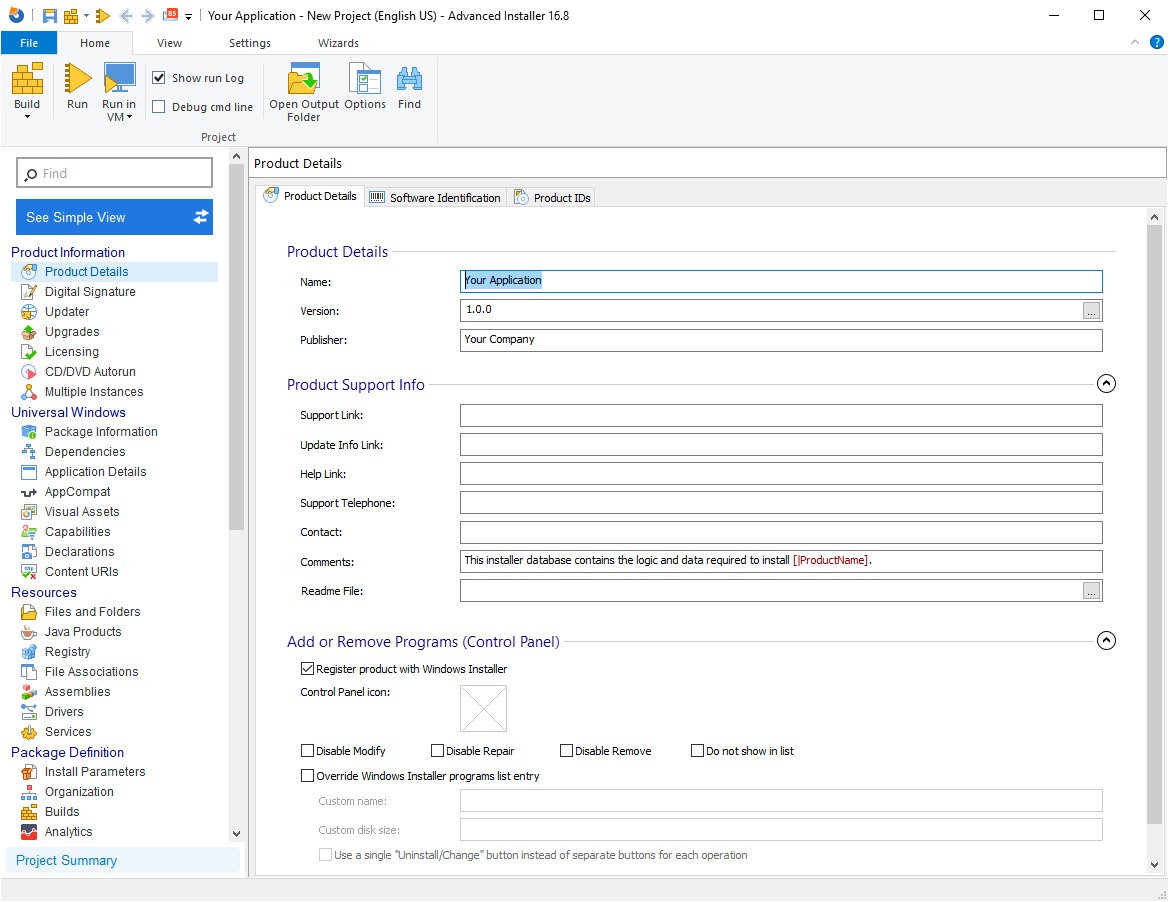 Your Application - New Project (English US) - Advanced Installer 16.8
File Home View Settings Wizards
Build
Run
Run in VM
Show run Log
Debug cmd line
Open Output Folder
Options
Find
Project
Find
See Simple View
Product Information
Product Details
Digital Signature
Updater
Upgrades
Licensing
CD/DVD Autorun
Multiple Instances
Universal Windows
Package Information
Dependencies
Application Details
AppCompat
Visual Assets
Capabilities
Declarations
Content URIs
Resources
Files and Folders
Java Products
Registry
File Associations
Assemblies
Drivers
Services
Package Definition
Install Parameters
Organization
Builds
Analytics
Project Summary
Product Details
Product Details Software Identification Product IDs
Product Details
Name: Your Application
Version: 1.0.0 ...
Publisher: Your Company
Product Support Info
Support Link:
Update Info Link:
Help Link:
Support Telephone:
Contact:
Comments: This installer database contains the logic and data required to install [|ProductName].
Readme File: ...
Add or Remove Programs (Control Panel)
Register product with Windows Installer
Control Panel icon:
Disable Modify Disable Repair Disable Remove Do not show in list
Override Windows Installer programs list entry
Custom name:
Custom disk size:
Use a single "Uninstall/Change" button instead of separate buttons for each operation